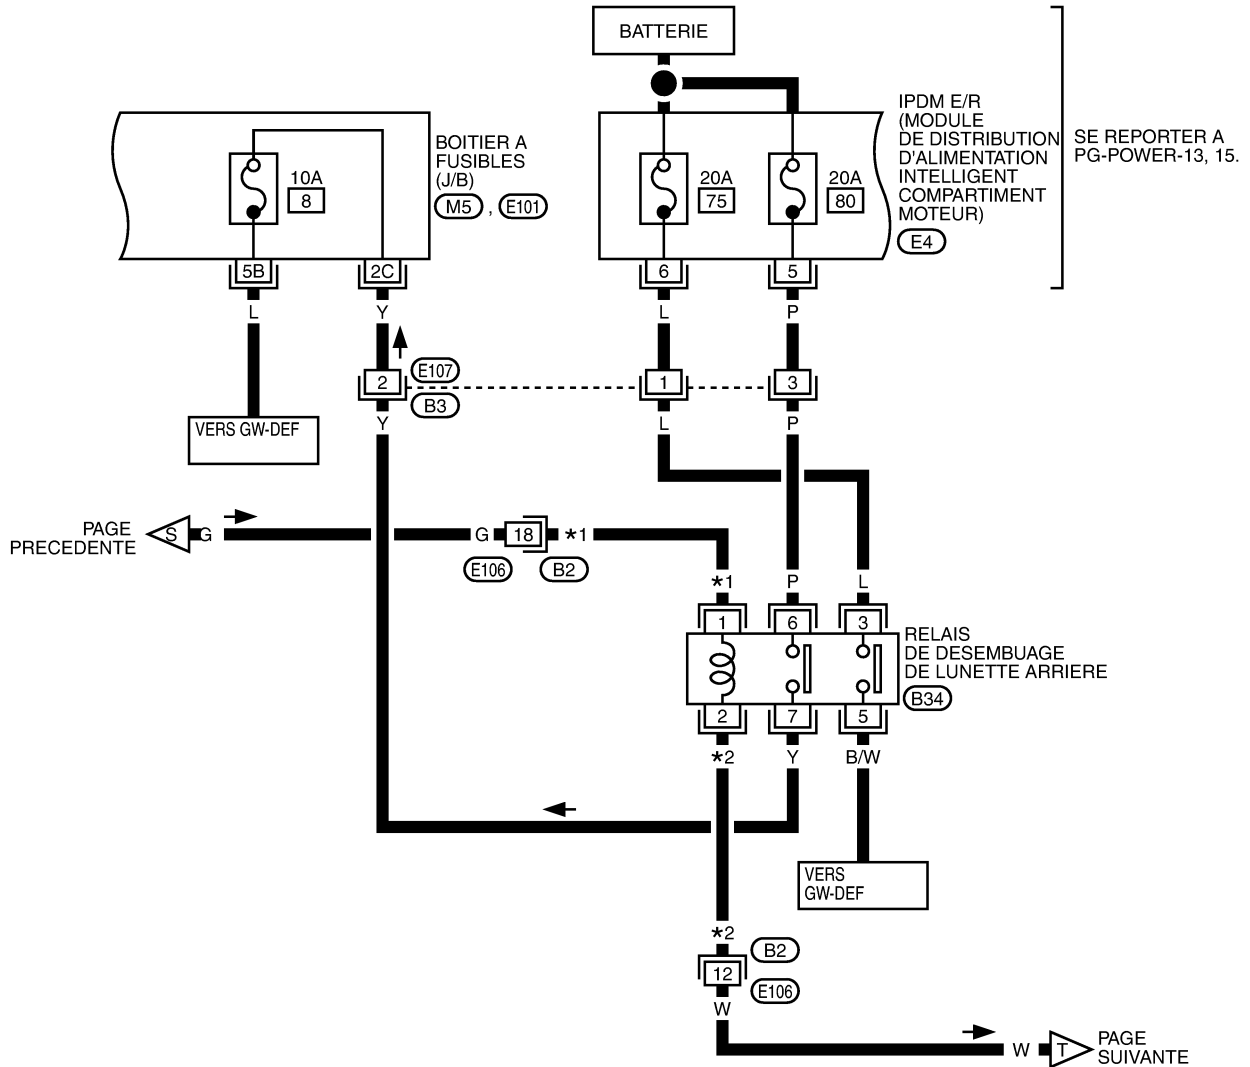 BATTERIE
IPDM E/R
(MODULE
DE DISTRIBUTION
D'ALIMENTATION
INTELLIGENT
COMPARTIMENT
MOTEUR)
E4
SE REPORTER A
PG-POWER-13, 15.
BOITIER A
FUSIBLES
(J/B)
M5 , E101
10A
8
20A
75
20A
80
5B
2C
6
5
L
Y
L
P
2
E107
B3
1
3
Y
L
P
VERS GW-DEF
PAGE
PRECEDENTE
S
G
G
18
*1
E106
B2
*1
P
L
1
6
3
RELAIS
DE DESEMBUAGE
DE LUNETTE ARRIERE
B34
2
7
5
*2
Y
B/W
VERS
GW-DEF
*2
B2
12
E106
W
W
T
PAGE
SUIVANTE